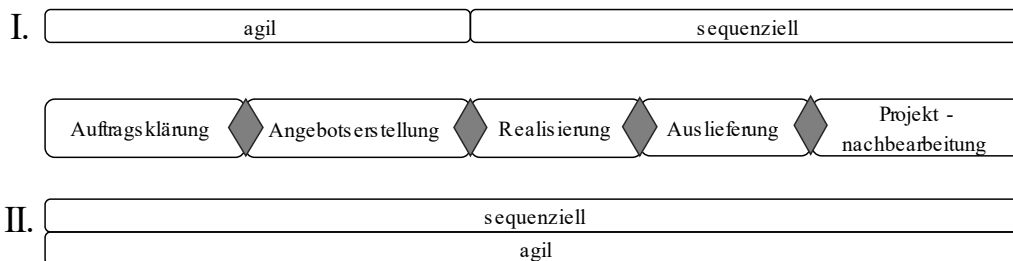 I. agil sequenziell
Auftragsklärung Angebotserstellung Realisierung Auslieferung Projekt -
nachbearbeitung
II. sequenziell
agil